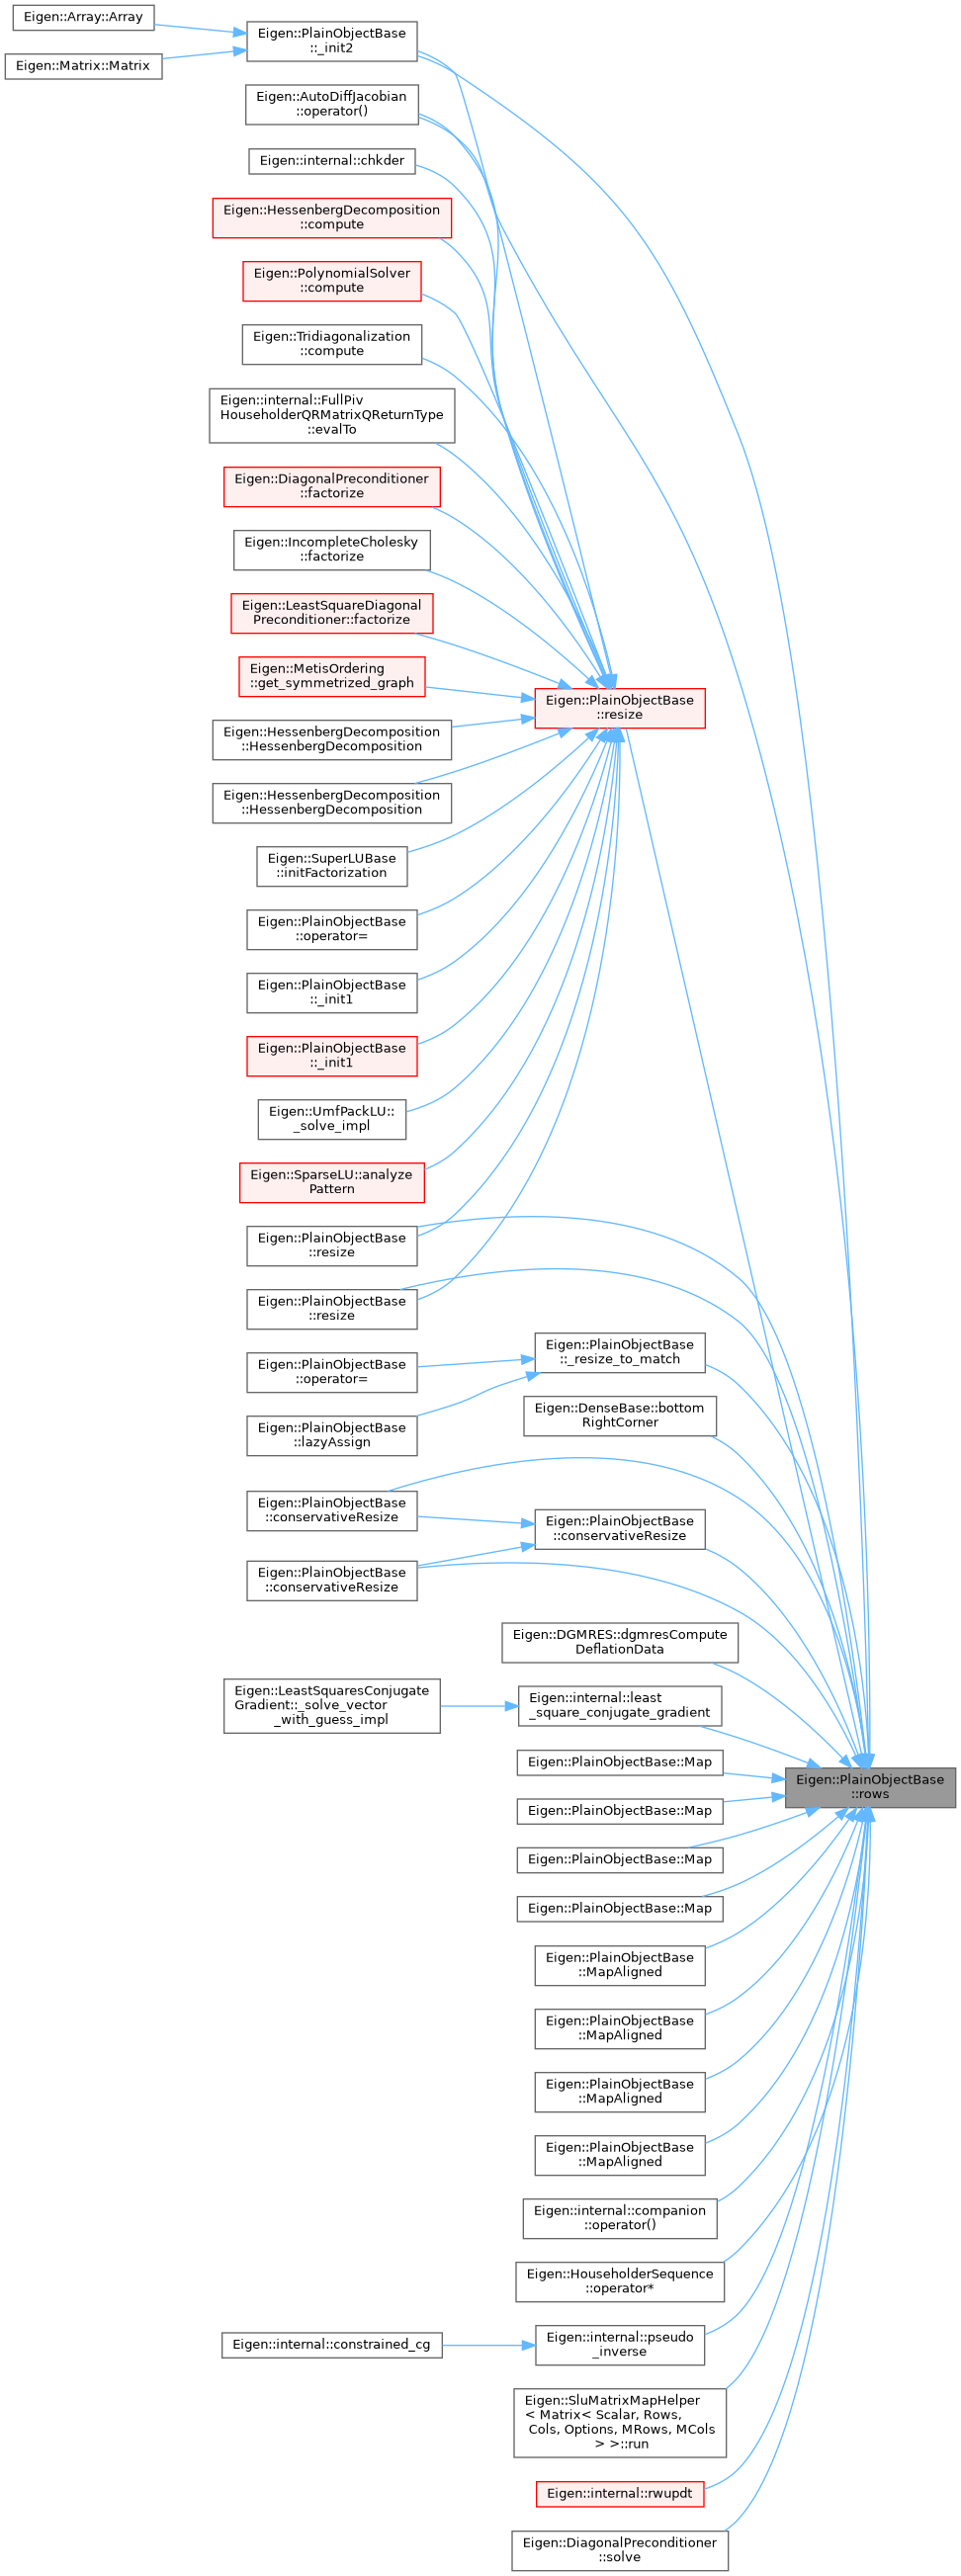 Eigen::Array::Array
Eigen::Matrix::Matrix
Eigen::PlainObjectBase
::_init2
Eigen::AutoDiffJacobian
::operator()
Eigen::internal::chkder
Eigen::HessenbergDecomposition
::compute
Eigen::PolynomialSolver
::compute
Eigen::Tridiagonalization
::compute
Eigen::internal::FullPiv
HouseholderQRMatrixQReturnType
::evalTo
Eigen::DiagonalPreconditioner
::factorize
Eigen::IncompleteCholesky
::factorize
Eigen::LeastSquareDiagonal
Preconditioner::factorize
Eigen::MetisOrdering
::get_symmetrized_graph
Eigen::HessenbergDecomposition
::HessenbergDecomposition
Eigen::HessenbergDecomposition
::HessenbergDecomposition
Eigen::SuperLUBase
::initFactorization
Eigen::PlainObjectBase
::operator=
Eigen::PlainObjectBase
::_init1
Eigen::PlainObjectBase
::_init1
Eigen::UmfPackLU::
_solve_impl
Eigen::SparseLU::analyze
Pattern
Eigen::PlainObjectBase
::resize
Eigen::PlainObjectBase
::resize
Eigen::PlainObjectBase
::operator=
Eigen::PlainObjectBase
::lazyAssign
Eigen::PlainObjectBase
::conservativeResize
Eigen::PlainObjectBase
::conservativeResize
Eigen::LeastSquaresConjugate
Gradient::_solve_vector
_with_guess_impl
Eigen::internal::constrained_cg
Eigen::PlainObjectBase
::resize
Eigen::PlainObjectBase
::_resize_to_match
Eigen::DenseBase::bottom
RightCorner
Eigen::PlainObjectBase
::conservativeResize
Eigen::DGMRES::dgmresCompute
DeflationData
Eigen::internal::least
_square_conjugate_gradient
Eigen::PlainObjectBase::Map
Eigen::PlainObjectBase::Map
Eigen::PlainObjectBase::Map
Eigen::PlainObjectBase::Map
Eigen::PlainObjectBase
::MapAligned
Eigen::PlainObjectBase
::MapAligned
Eigen::PlainObjectBase
::MapAligned
Eigen::PlainObjectBase
::MapAligned
Eigen::internal::companion
::operator()
Eigen::HouseholderSequence
::operator*
Eigen::internal::pseudo
_inverse
Eigen::SluMatrixMapHelper
< Matrix< Scalar, Rows,
Cols, Options, MRows, MCols
> >::run
Eigen::internal::rwupdt
Eigen::DiagonalPreconditioner
::solve
Eigen::PlainObjectBase
::rows